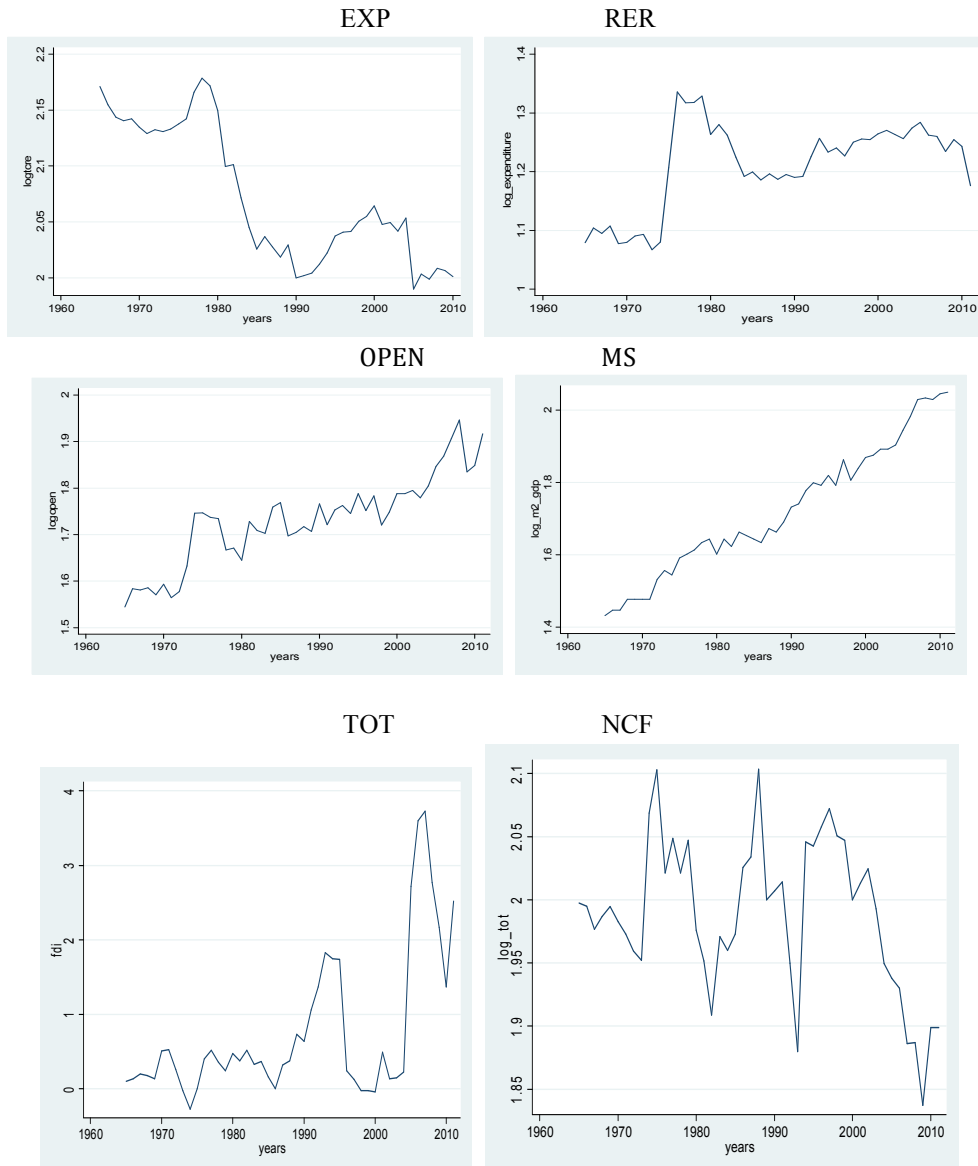 EXP RER
logtcre
2.2
2.15
2.1
2.05
2
1960 1970 1980 1990 2000 2010
years
log_expenditure
1.4
1.3
1.2
1.1
1
1960 1970 1980 1990 2000 2010
years
OPEN MS
logopen
2
1.9
1.8
1.7
1.6
1.5
1960 1970 1980 1990 2000 2010
years
log_m2_gdp
2
1.8
1.6
1.4
1960 1970 1980 1990 2000 2010
years
TOT NCF
fdi
4
3
2
1
0
1960 1970 1980 1990 2000 2010
years
log_tot
2.1
2.05
2
1.95
1.9
1.85
1960 1970 1980 1990 2000 2010
years